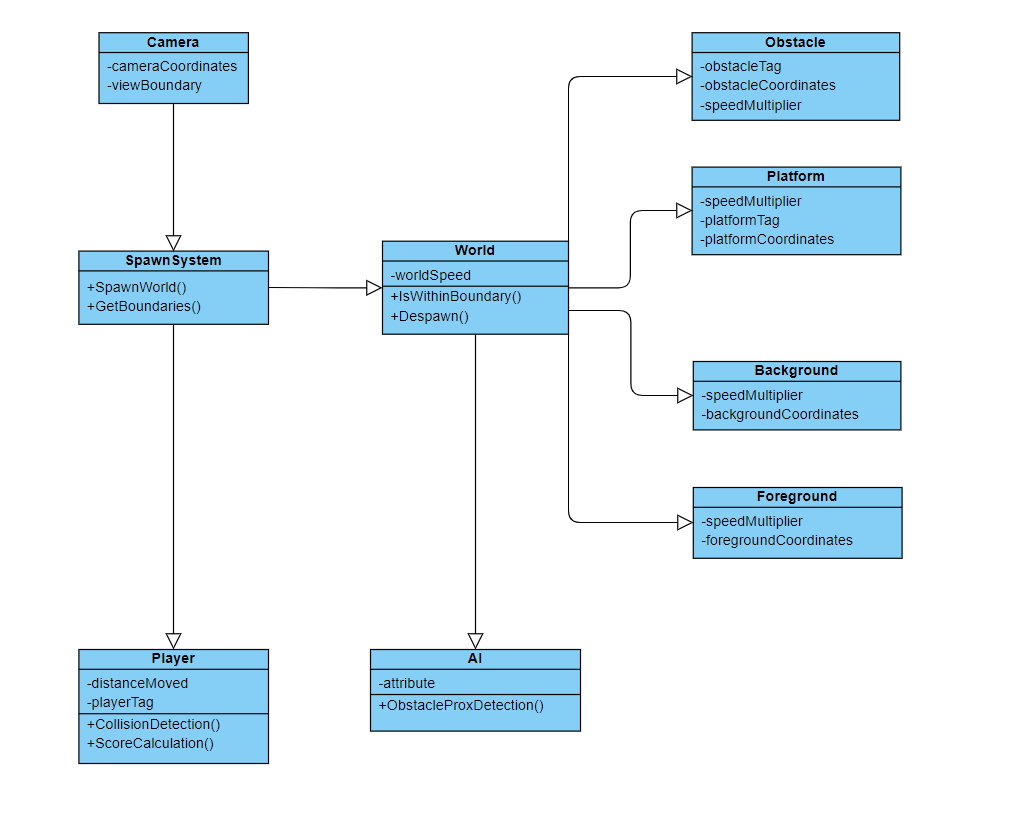 Camera
-cameraCoordinates
-viewBoundary
Obstacle
-obstacleTag
-obstacleCoordinates
-speedMultiplier
Platform
-speedMultiplier
-platformTag
-platformCoordinates
SpawnSystem
+SpawnWorld()
+GetBoundaries()
World
-worldSpeed
+IsWithinBoundary()
+Despawn()
Background
-speedMultiplier
-backgroundCoordinates
Foreground
-speedMultiplier
-foregroundCoordinates
Player
-distanceMoved
-playerTag
+CollisionDetection()
+ScoreCalculation()
AI
-attribute
+ObstacleProxDetection()